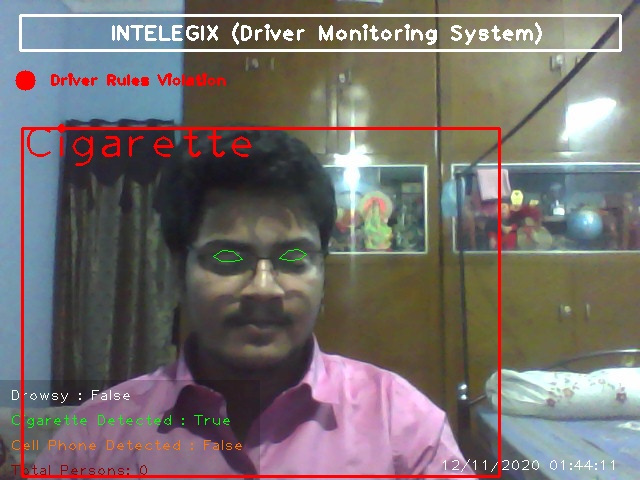 INTELEGIX (Driver Monitoring System)
Driver Rules Violation
Cigarette
Drowsy : False
Cigarette Detected : True
Cell Phone Detected : False
Total Persons: 0
12/11/2020 01:44:11